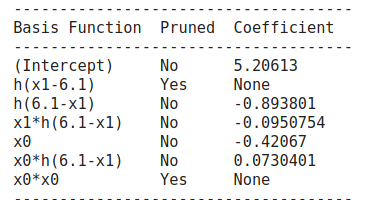 -------------------------------------
Basis Function  Pruned  Coefficient
-------------------------------------
(Intercept)     No      5.20613
h(x1-6.1)       Yes     None
h(6.1-x1)       No      -0.893801
x1*h(6.1-x1)    No      -0.0950754
x0              No      -0.42067
x0*h(6.1-x1)    No      0.0730401
x0*x0           Yes     None
-------------------------------------